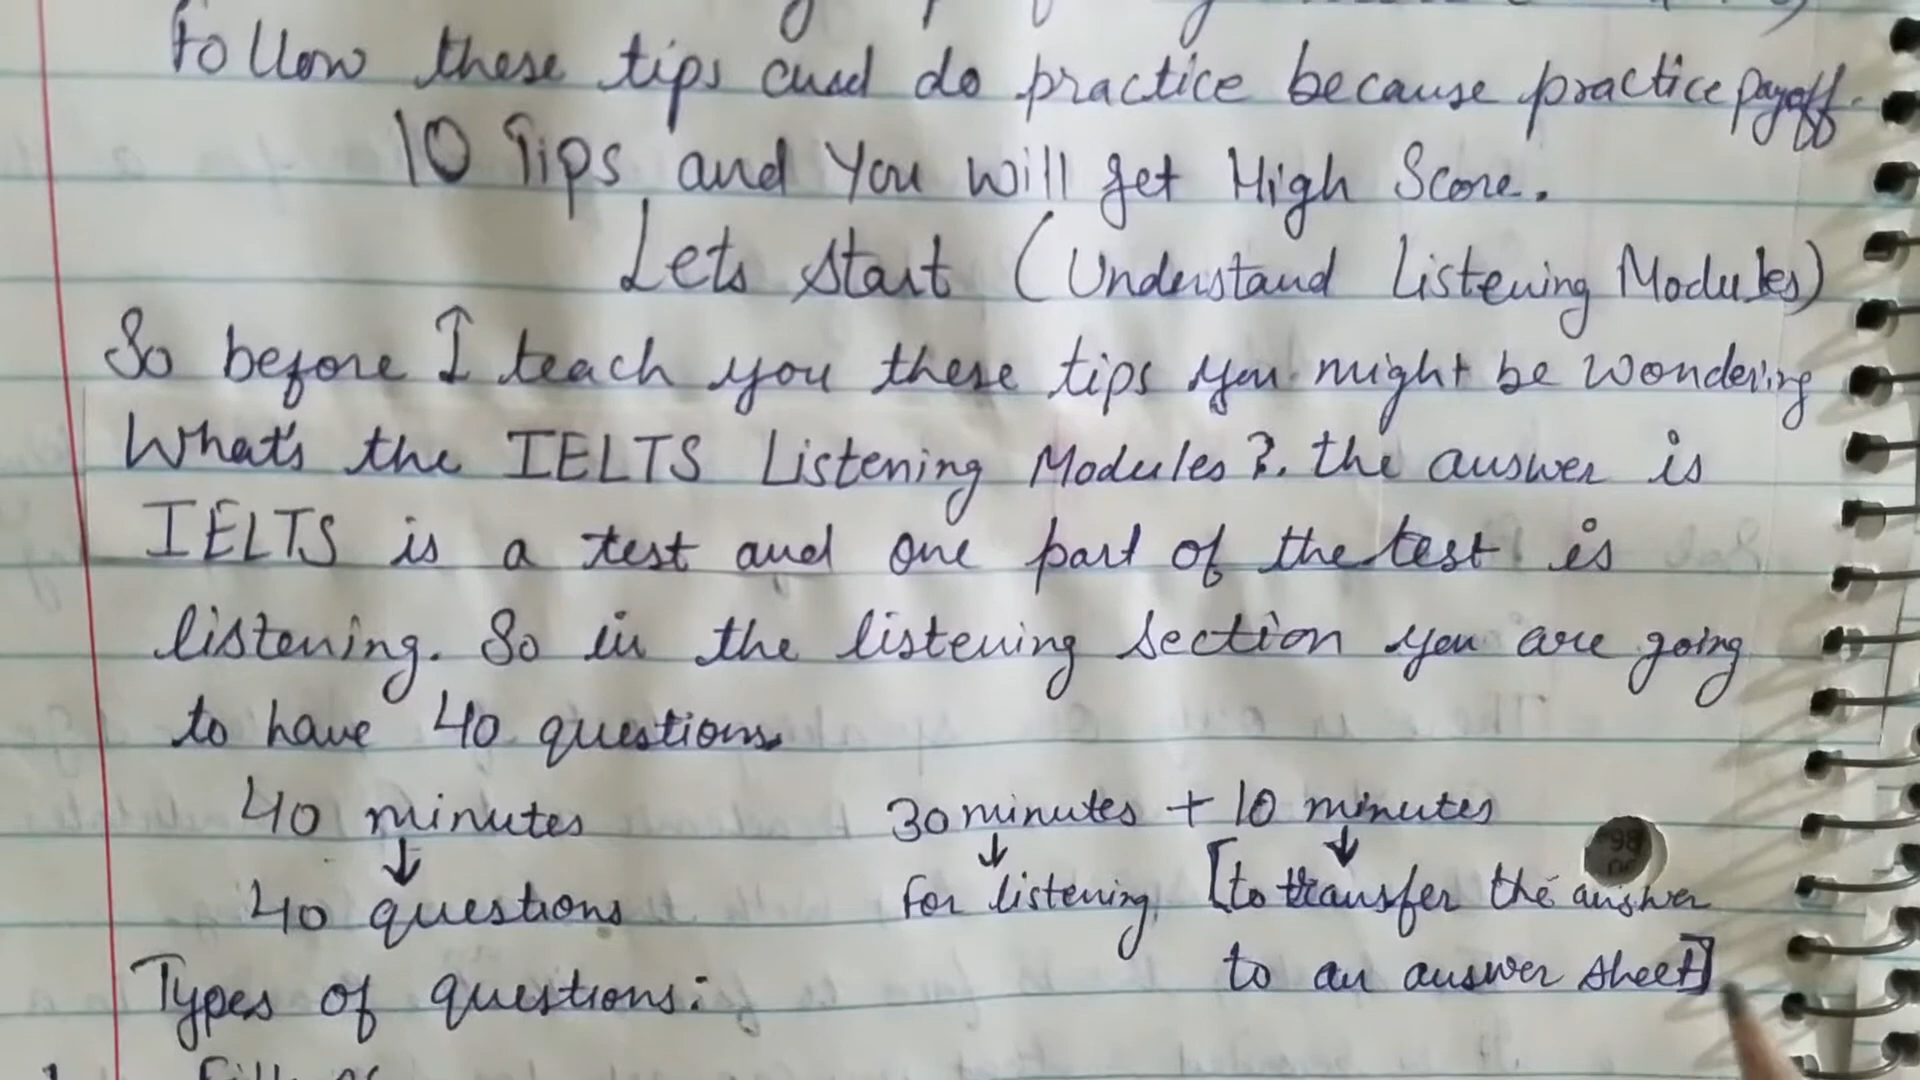 follow these tips and do practice because practice payoff.
10 Tips and You Will get High Score.
Lets start (Understand Listening Modules)
So before I teach you these tips you might be wondering
What's the IELTS Listening Modules?. the answer is
IELTS is a test and one part of the test is
listening. So in the listening section you are going
to have 40 questions.
40 minutes 30 minutes + 10 minutes
↓ ↓ ↓
40 questions for listening [to transfer the answer
to an answer sheet]
Types of questions: